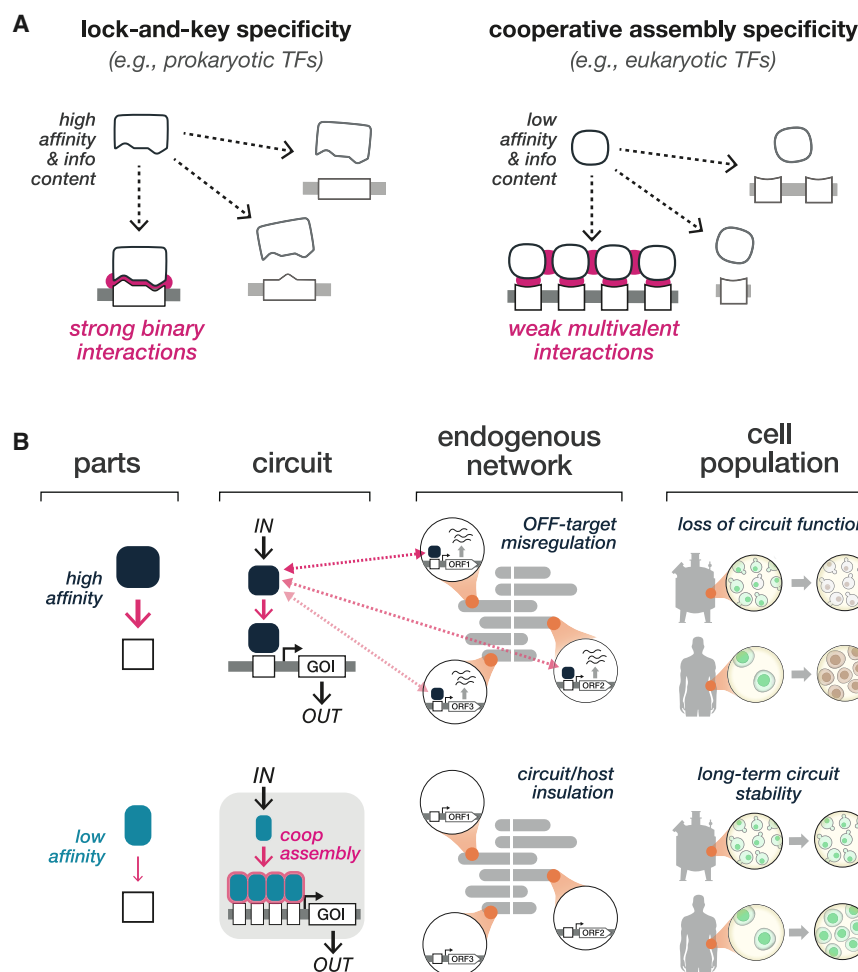 A
lock-and-key specificity
(e.g., prokaryotic TFs)
high
affinity
& info
content
strong binary
interactions
cooperative assembly specificity
(e.g., eukaryotic TFs)
low
affinity
& info
content
weak multivalent
interactions
B
parts
circuit
endogenous
network
cell
population
high
affinity
IN
GOI
OUT
OFF-target
misregulation
ORF1
ORF2
ORF3
loss of circuit function
low
affinity
IN
coop
assembly
GOI
OUT
circuit/host
insulation
ORF1
ORF2
ORF3
long-term circuit
stability